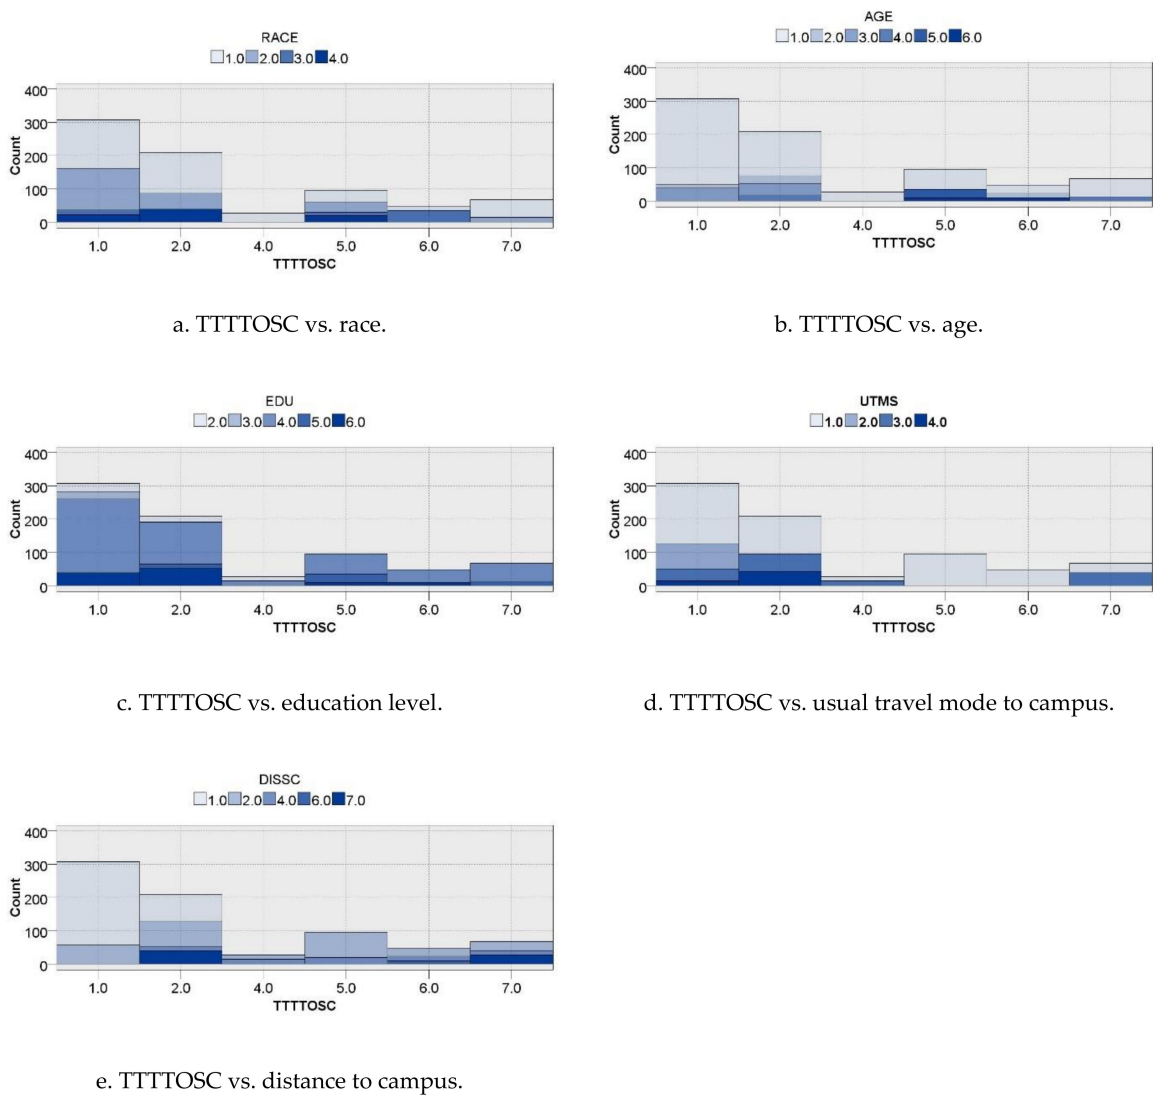 RACE
1.0 2.0 3.0 4.0
400
300
200
100
0
Count
1.0 2.0 4.0 5.0 6.0 7.0
TTTTOSC
a. TTTTOSC vs. race.
AGE
1.0 2.0 3.0 4.0 5.0 6.0
400
300
200
100
0
Count
1.0 2.0 4.0 5.0 6.0 7.0
TTTTOSC
b. TTTTOSC vs. age.
EDU
2.0 3.0 4.0 5.0 6.0
400
300
200
100
0
Count
1.0 2.0 4.0 5.0 6.0 7.0
TTTTOSC
c. TTTTOSC vs. education level.
UTMS
1.0 2.0 3.0 4.0
400
300
200
100
0
Count
1.0 2.0 4.0 5.0 6.0 7.0
TTTTOSC
d. TTTTOSC vs. usual travel mode to campus.
DISSC
1.0 2.0 4.0 6.0 7.0
400
300
200
100
0
Count
1.0 2.0 4.0 5.0 6.0 7.0
TTTTOSC
e. TTTTOSC vs. distance to campus.